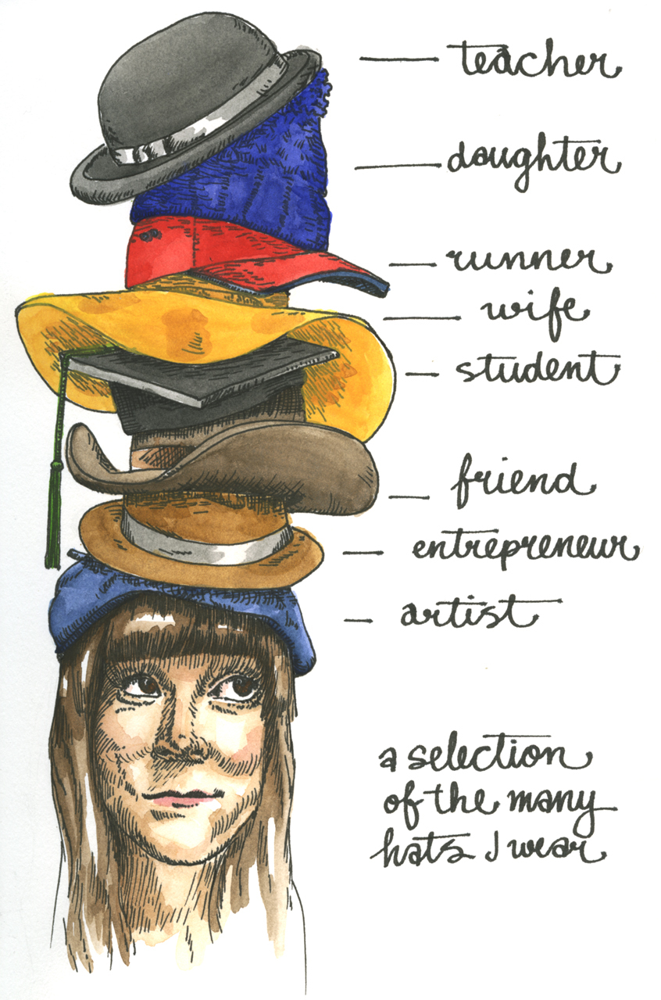 teacher
daughter
runner
wife
student
friend
entrepreneur
artist
a selection
of the many
hats I wear